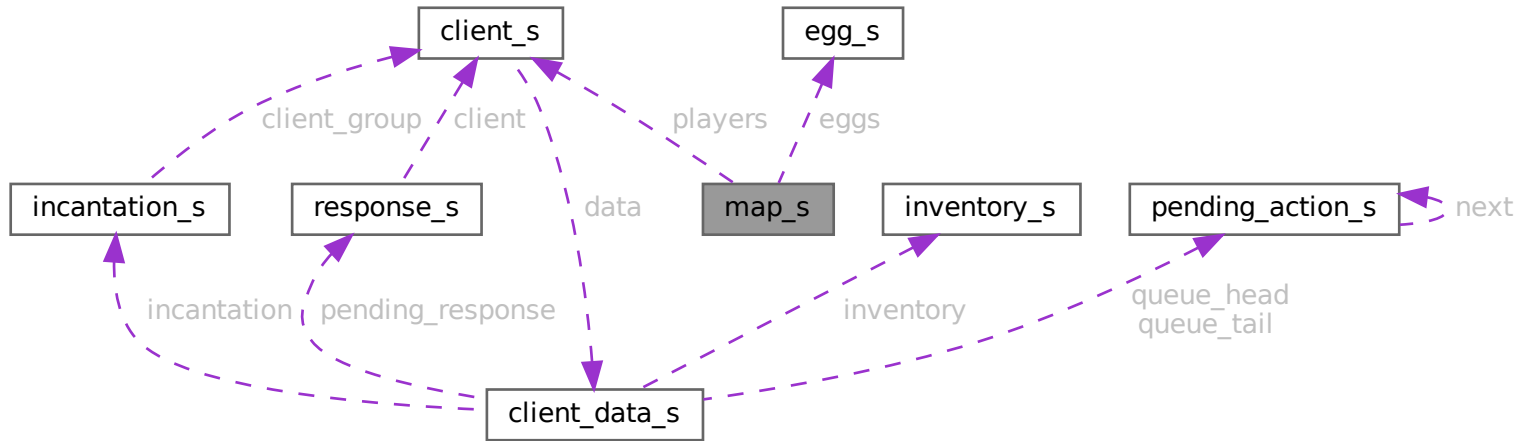 client_s
egg_s
client_group
client
players
eggs
incantation_s
response_s
data
map_s
inventory_s
pending_action_s
next
incantation
pending_response
inventory
queue_head
queue_tail
client_data_s